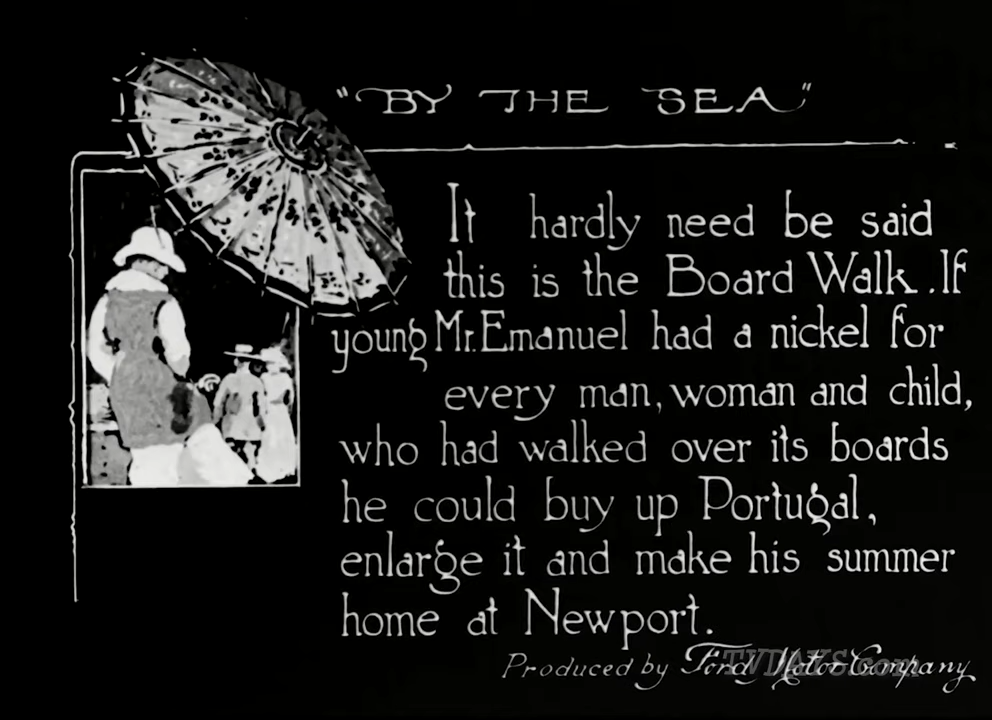 "BY THE SEA"
It hardly need be said
this is the Board Walk. If
young Mr. Emanuel had a nickel for
every man, woman and child,
who had walked over its boards
he could buy up Portugal,
enlarge it and make his summer
home at Newport.
Produced by Ford Motor Company
TVDAYS.com